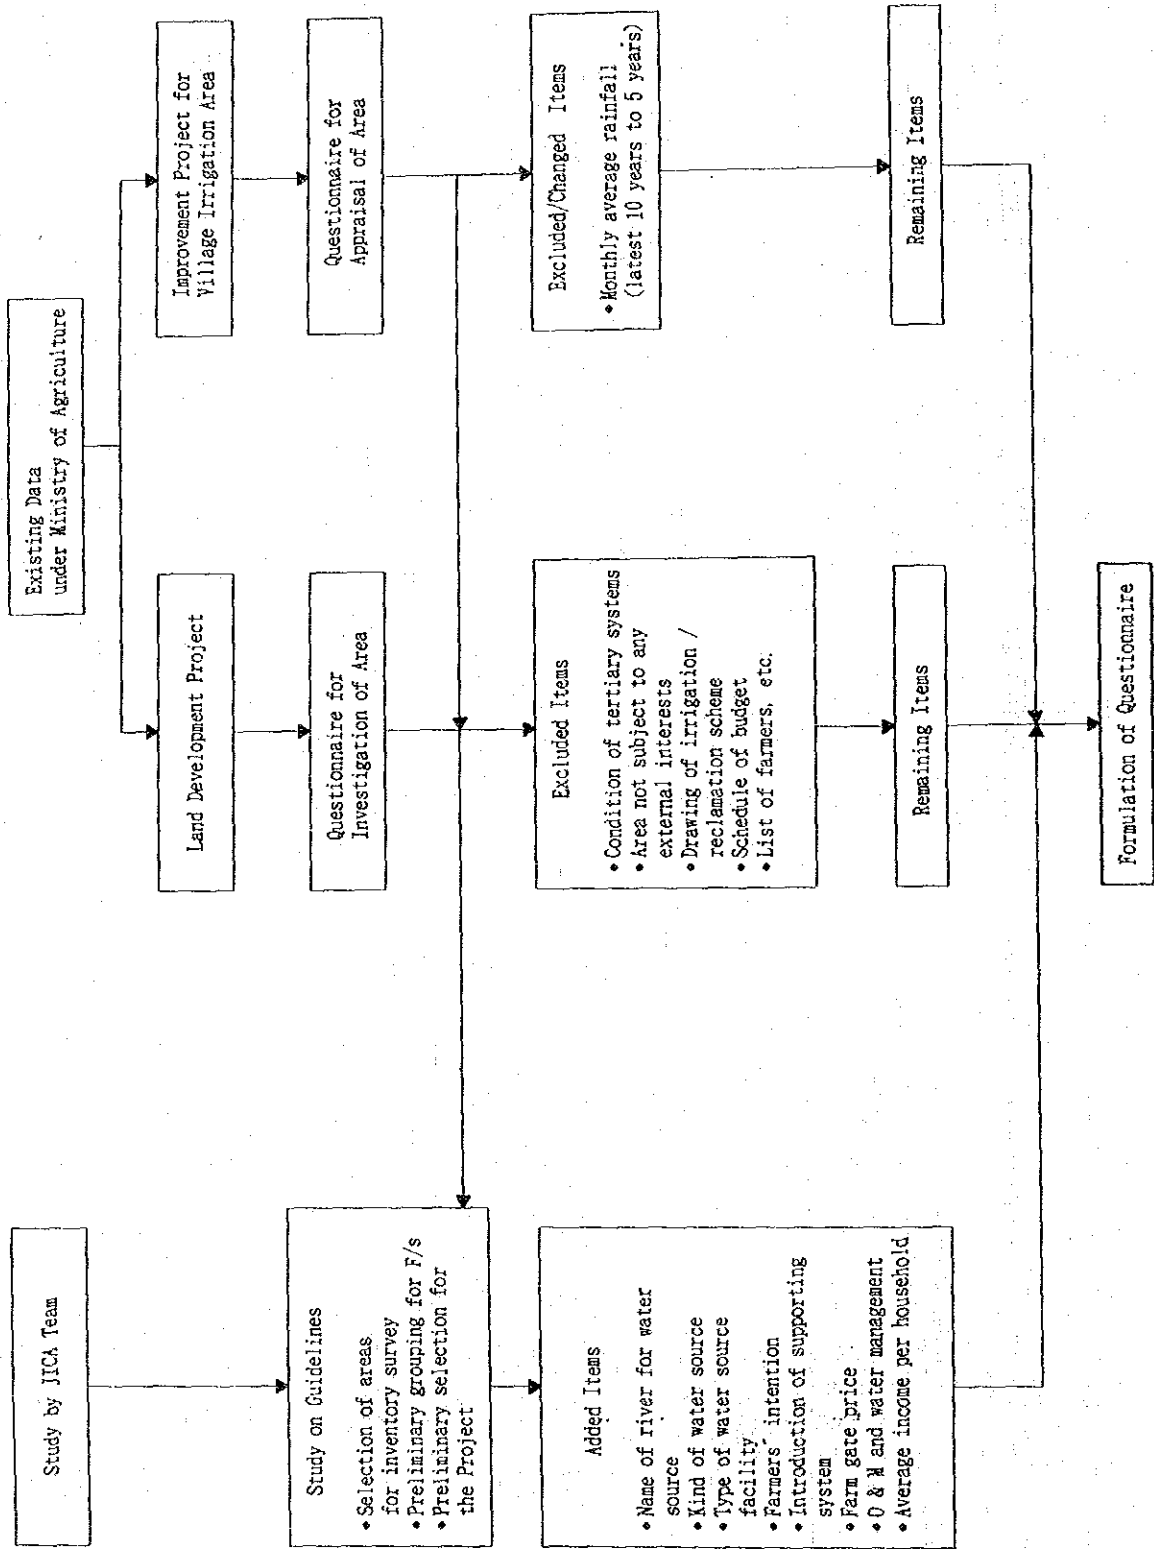 Study by JICA Team
Study on Guidelines
• Selection of areas
for inventory survey
• Preliminary grouping for F/s
• Preliminary selection for
the Project
Added Items
• Name of river for water
source
• Kind of water source
• Type of water source
facility
• Farmers´ intention
• Introduction of supporting
system
• Farm gate price
• O & M and water management
• Average income per household
Existing Data
under Ministry of Agriculture
Land Development Project
Questionnaire for
Investigation of Area
Excluded Items
• Condition of tertiary systems
• Area not subject to any
external interests
• Drawing of irrigation /
reclamation scheme
• Schedule of budget
• List of farmers, etc.
Remaining Items
Improvement Project for
Village Irrigation Area
Questionnaire for
Appraisal of Area
Excluded/Changed Items
• Monthly average rainfall
(latest 10 years to 5 years)
Remaining Items
Formulation of Questionnaire